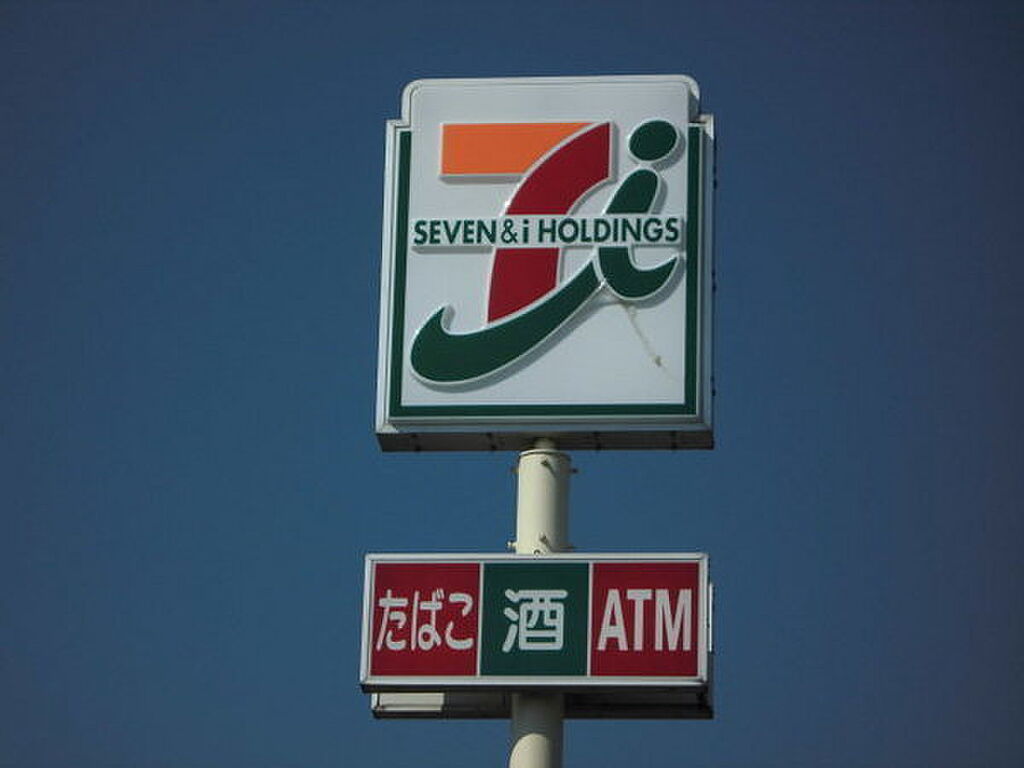 SEVEN&i HOLDINGS
たばこ 酒 ATM